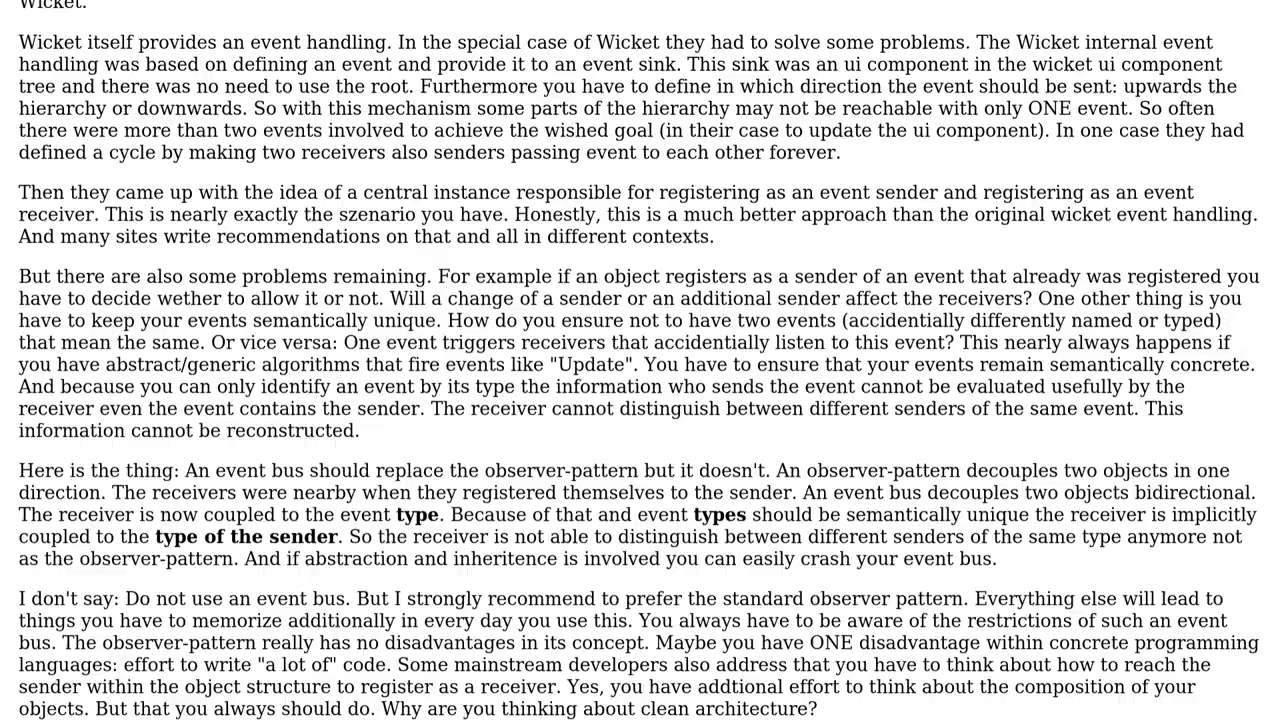 Wicket.
Wicket itself provides an event handling. In the special case of Wicket they had to solve some problems. The Wicket internal event
handling was based on defining an event and provide it to an event sink. This sink was an ui component in the wicket ui component
tree and there was no need to use the root. Furthermore you have to define in which direction the event should be sent: upwards the
hierarchy or downwards. So with this mechanism some parts of the hierarchy may not be reachable with only ONE event. So often
there were more than two events involved to achieve the wished goal (in their case to update the ui component). In one case they had
defined a cycle by making two receivers also senders passing event to each other forever.
Then they came up with the idea of a central instance responsible for registering as an event sender and registering as an event
receiver. This is nearly exactly the szenario you have. Honestly, this is a much better approach than the original wicket event handling.
And many sites write recommendations on that and all in different contexts.
But there are also some problems remaining. For example if an object registers as a sender of an event that already was registered you
have to decide wether to allow it or not. Will a change of a sender or an additional sender affect the receivers? One other thing is you
have to keep your events semantically unique. How do you ensure not to have two events (accidentially differently named or typed)
that mean the same. Or vice versa: One event triggers receivers that accidentially listen to this event? This nearly always happens if
you have abstract/generic algorithms that fire events like "Update". You have to ensure that your events remain semantically concrete.
And because you can only identify an event by its type the information who sends the event cannot be evaluated usefully by the
receiver even the event contains the sender. The receiver cannot distinguish between different senders of the same event. This
information cannot be reconstructed.
Here is the thing: An event bus should replace the observer-pattern but it doesn't. An observer-pattern decouples two objects in one
direction. The receivers were nearby when they registered themselves to the sender. An event bus decouples two objects bidirectional.
The receiver is now coupled to the event type. Because of that and event types should be semantically unique the receiver is implicitly
coupled to the type of the sender. So the receiver is not able to distinguish between different senders of the same type anymore not
as the observer-pattern. And if abstraction and inheritence is involved you can easily crash your event bus.
I don't say: Do not use an event bus. But I strongly recommend to prefer the standard observer pattern. Everything else will lead to
things you have to memorize additionally in every day you use this. You always have to be aware of the restrictions of such an event
bus. The observer-pattern really has no disadvantages in its concept. Maybe you have ONE disadvantage within concrete programming
languages: effort to write "a lot of" code. Some mainstream developers also address that you have to think about how to reach the
sender within the object structure to register as a receiver. Yes, you have addtional effort to think about the composition of your
objects. But that you always should do. Why are you thinking about clean architecture?